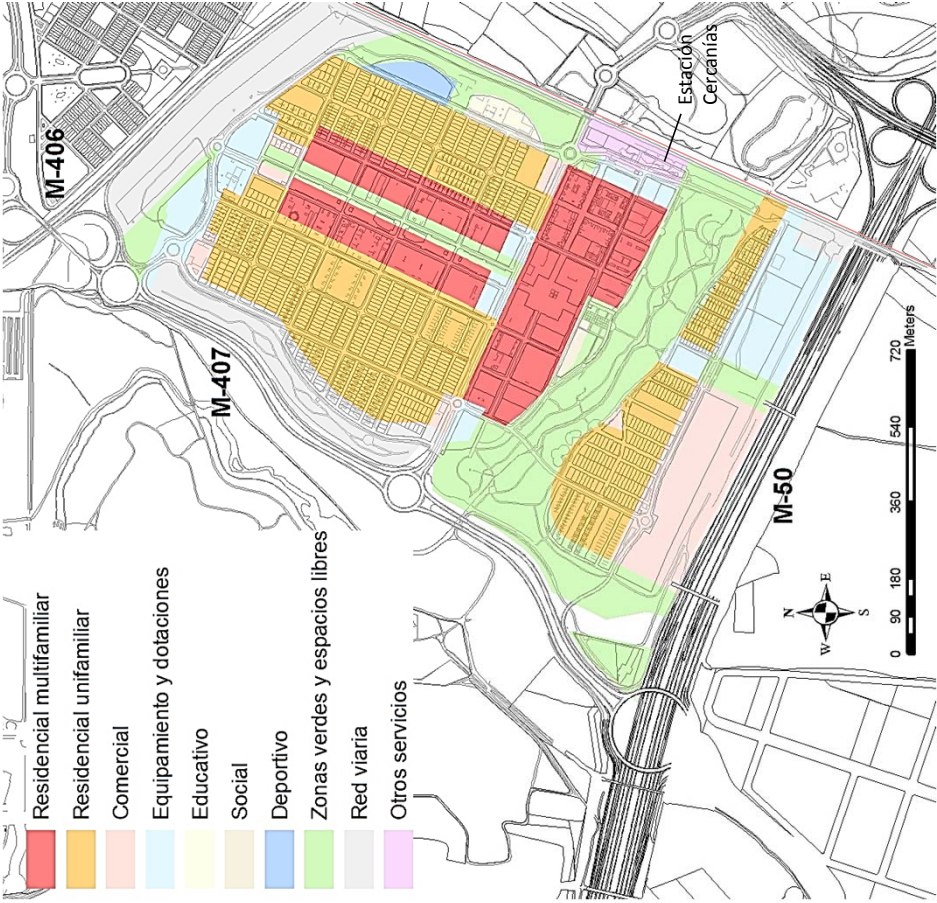 M-406
M-407
Estación
Cercanías
M-50
Residencial multifamiliar
Residencial unifamiliar
Comercial
Equipamiento y dotaciones
Educativo
Social
Deportivo
Zonas verdes y espacios libres
Red viaria
Otros servicios
N
W E
S
0 90 180 360 540 720
Meters